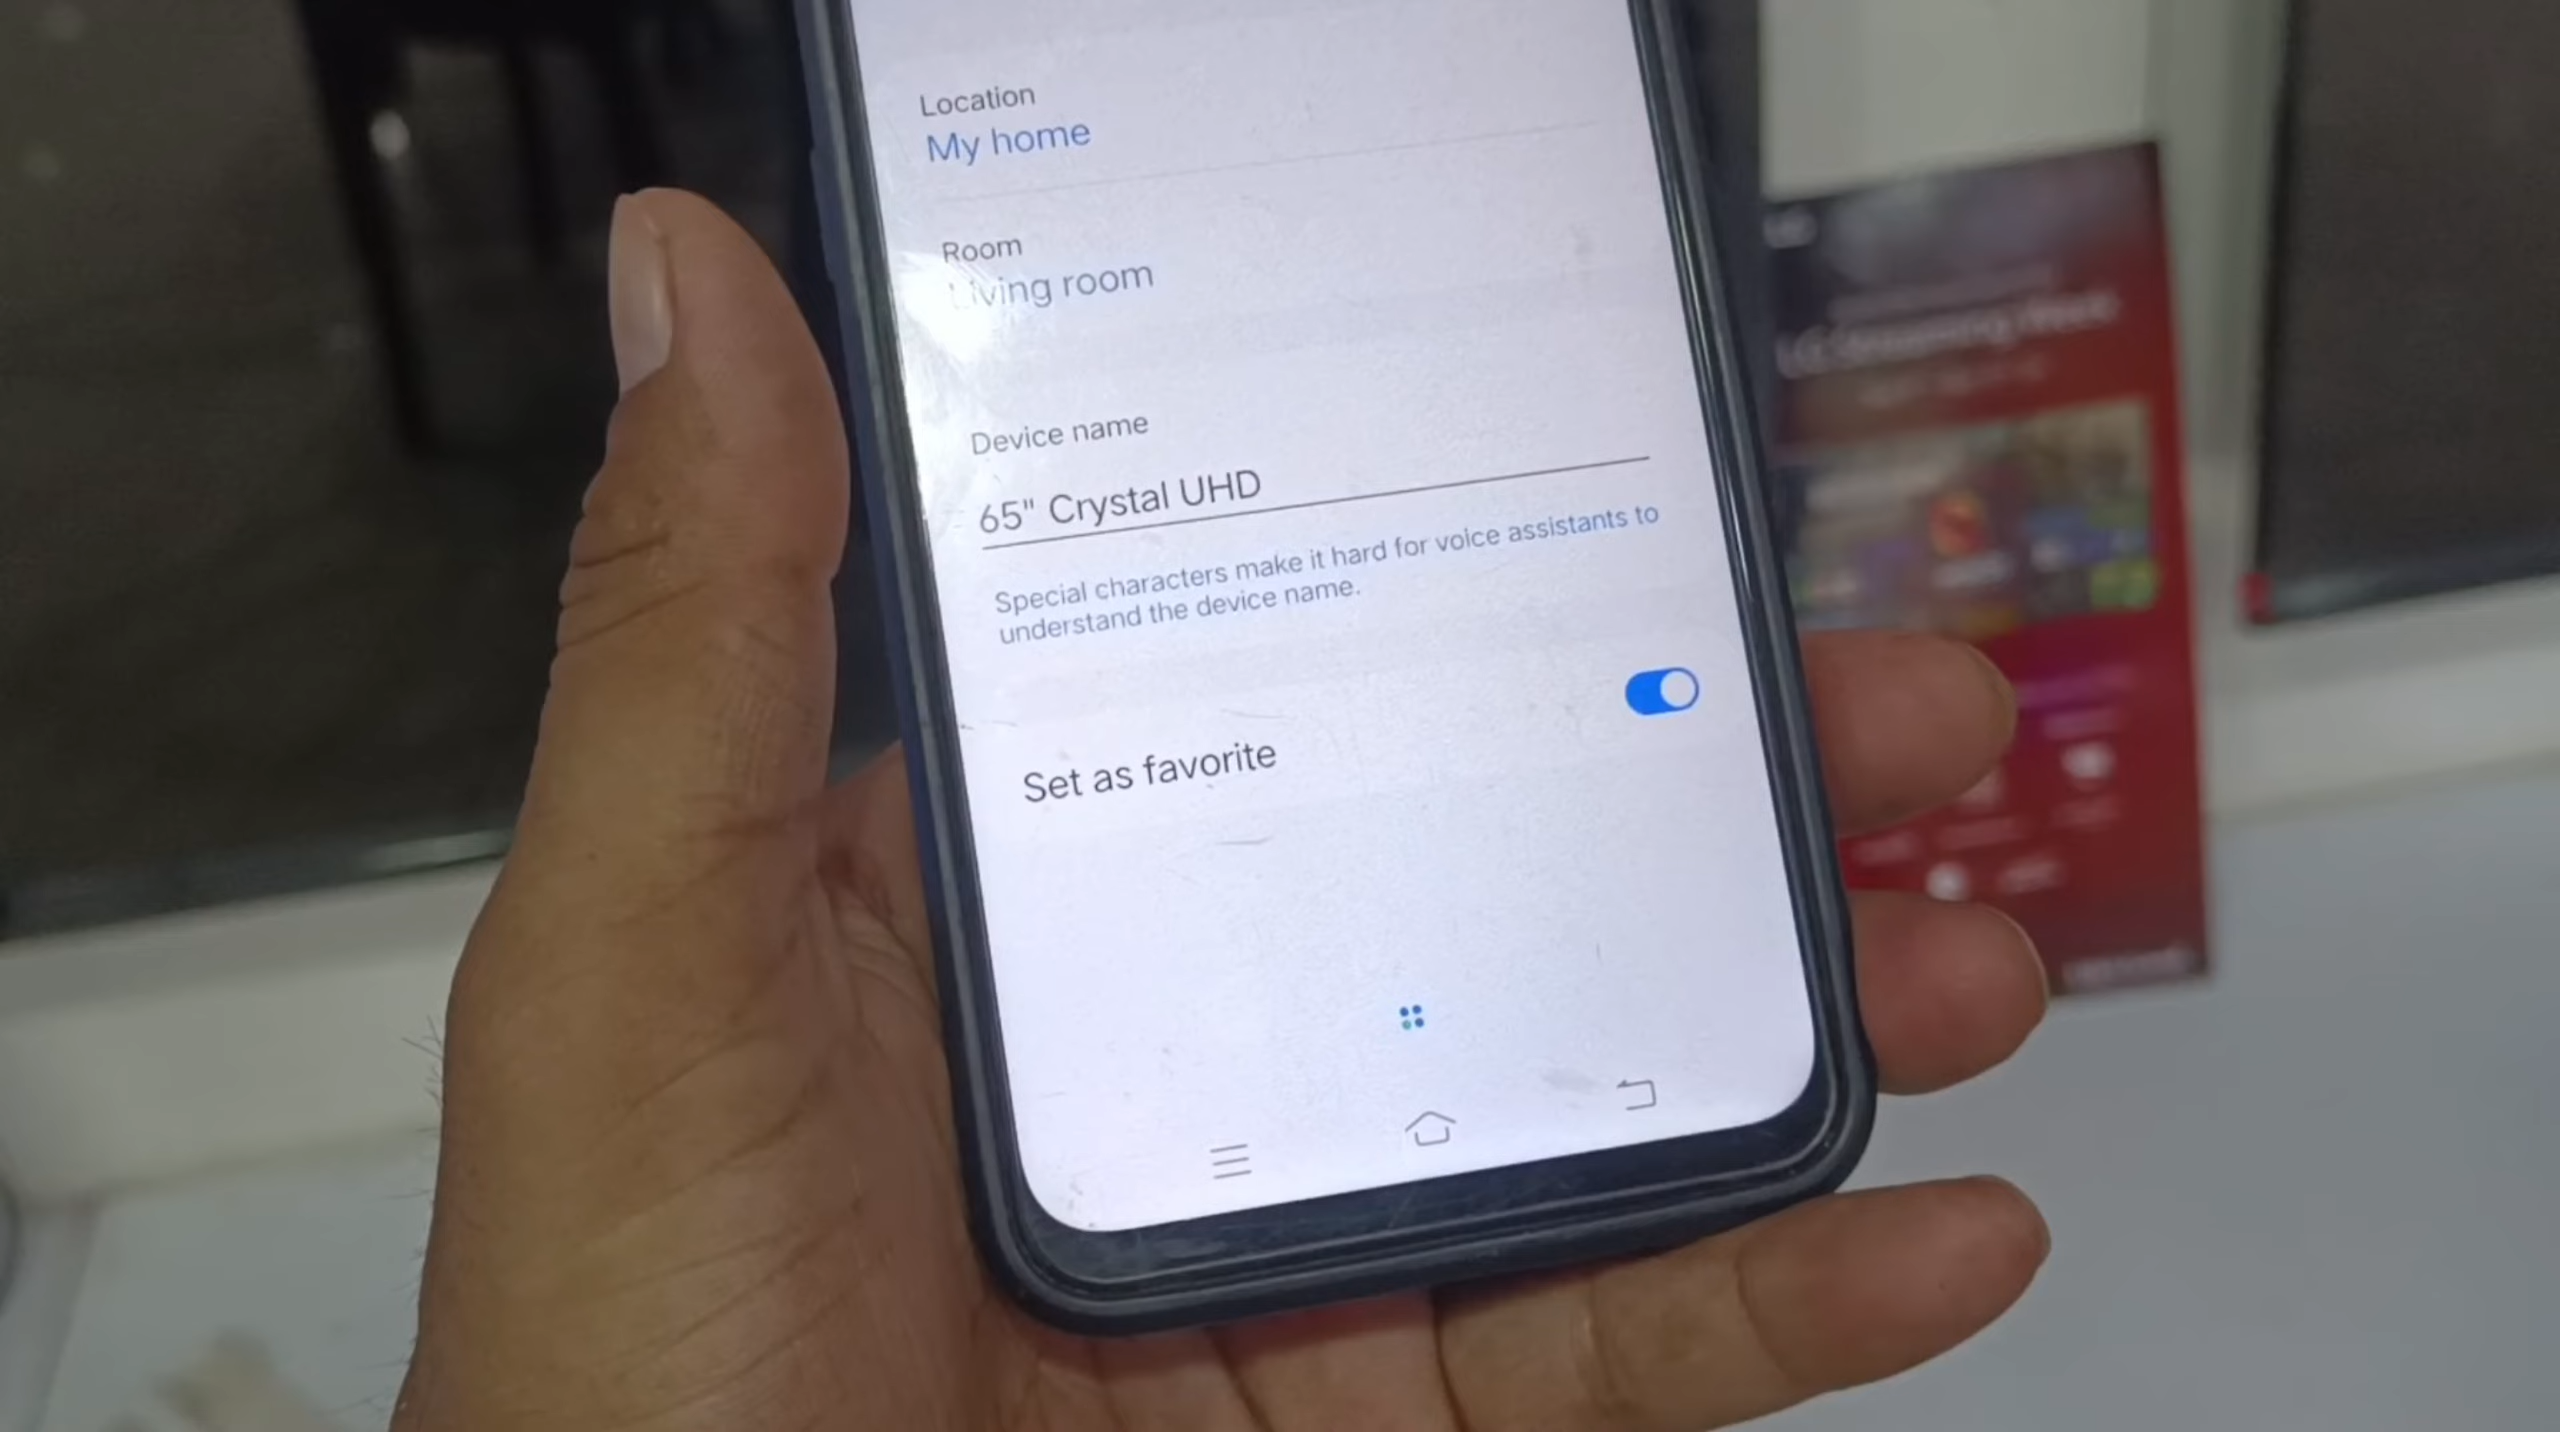 Location
My home
Room
Living room
Device name
65" Crystal UHD
Special characters make it hard for voice assistants to
understand the device name.
Set as favorite